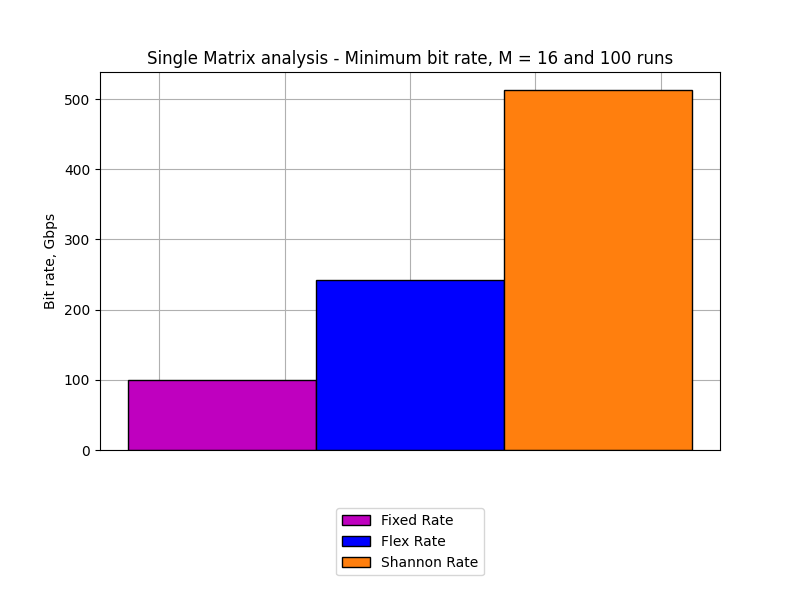 Single Matrix analysis - Minimum bit rate, M = 16 and 100 runs
500
400
300
200
100
0
Bit rate, Gbps
Fixed Rate
Flex Rate
Shannon Rate